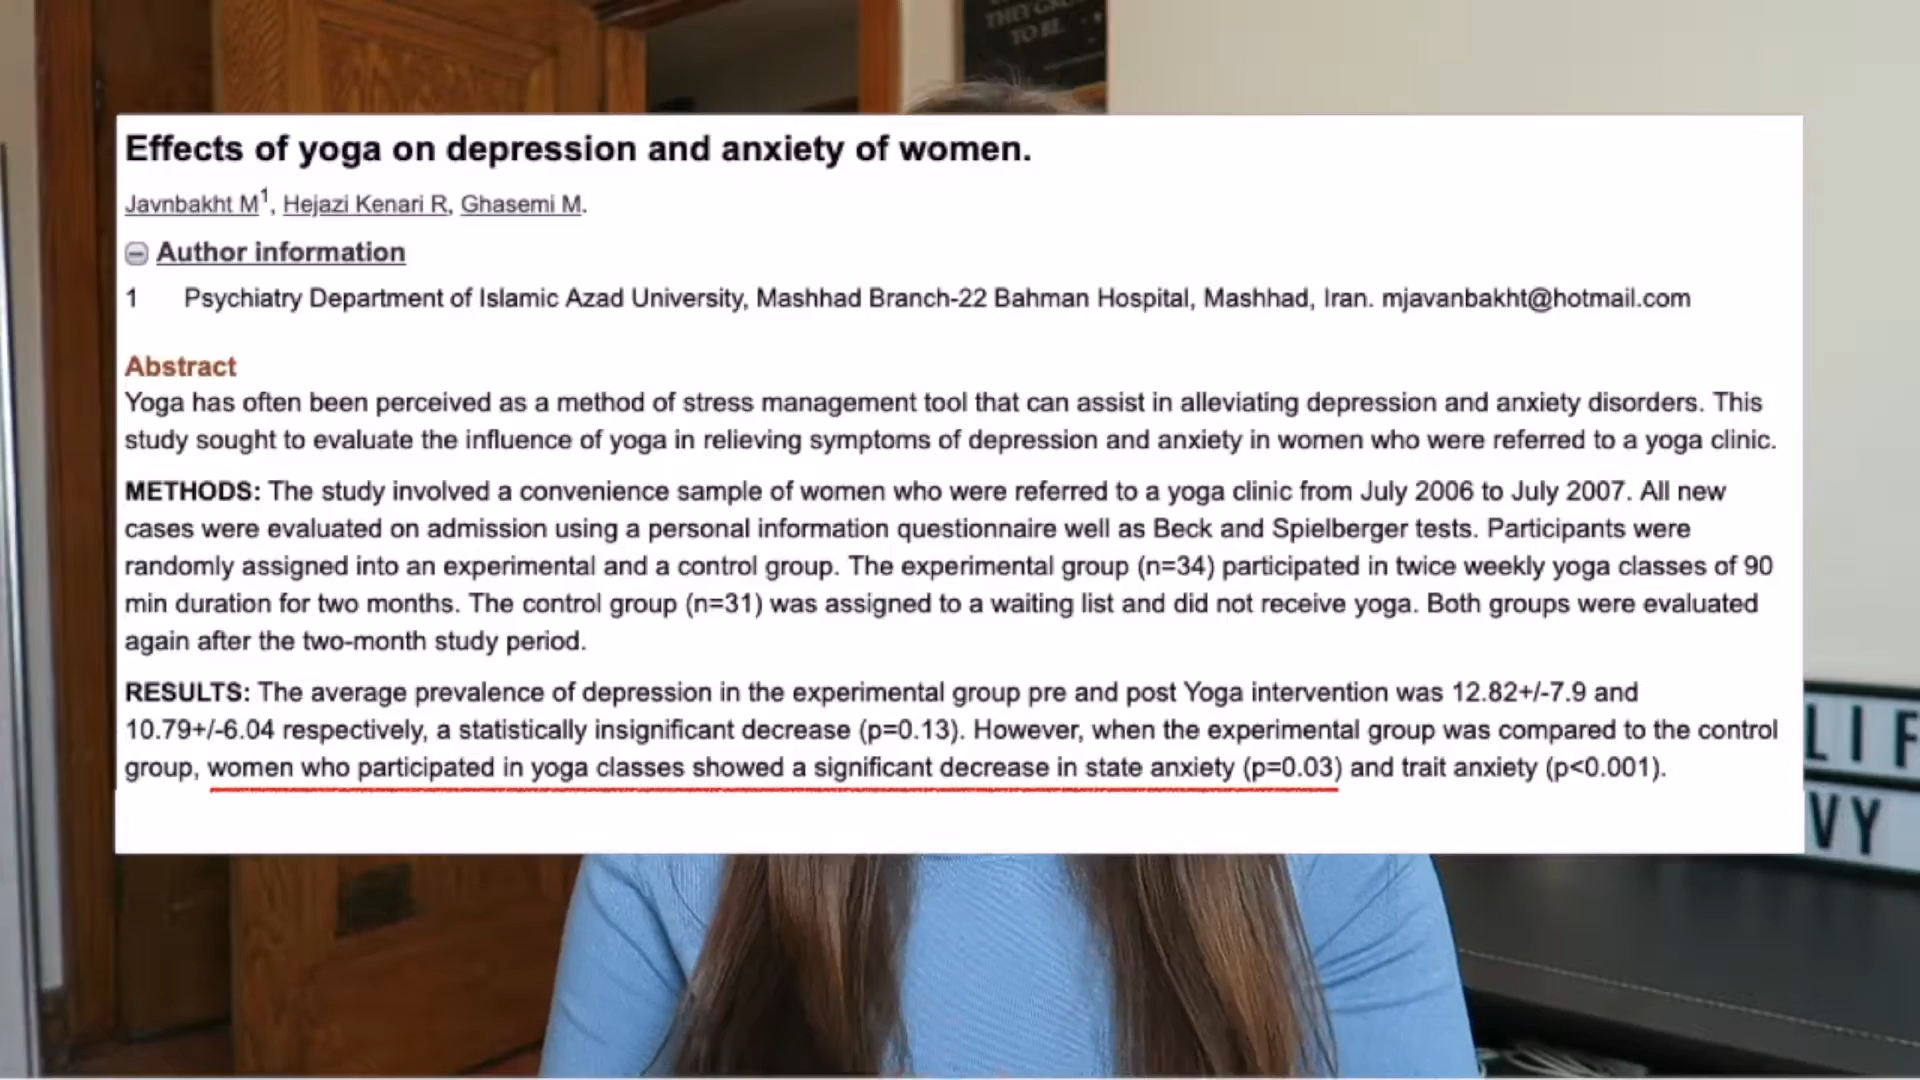 THEY
TO BE.
Effects of yoga on depression and anxiety of women.
Javnbakht M1, Hejazi Kenari R, Ghasemi M.
Author information
1 Psychiatry Department of Islamic Azad University, Mashhad Branch-22 Bahman Hospital, Mashhad, Iran. mjavanbakht@hotmail.com
Abstract
Yoga has often been perceived as a method of stress management tool that can assist in alleviating depression and anxiety disorders. This
study sought to evaluate the influence of yoga in relieving symptoms of depression and anxiety in women who were referred to a yoga clinic.
METHODS: The study involved a convenience sample of women who were referred to a yoga clinic from July 2006 to July 2007. All new
cases were evaluated on admission using a personal information questionnaire well as Beck and Spielberger tests. Participants were
randomly assigned into an experimental and a control group. The experimental group (n=34) participated in twice weekly yoga classes of 90
min duration for two months. The control group (n=31) was assigned to a waiting list and did not receive yoga. Both groups were evaluated
again after the two-month study period.
RESULTS: The average prevalence of depression in the experimental group pre and post Yoga intervention was 12.82+/-7.9 and
10.79+/-6.04 respectively, a statistically insignificant decrease (p=0.13). However, when the experimental group was compared to the control
group, women who participated in yoga classes showed a significant decrease in state anxiety (p=0.03) and trait anxiety (p<0.001).
LIF
VY